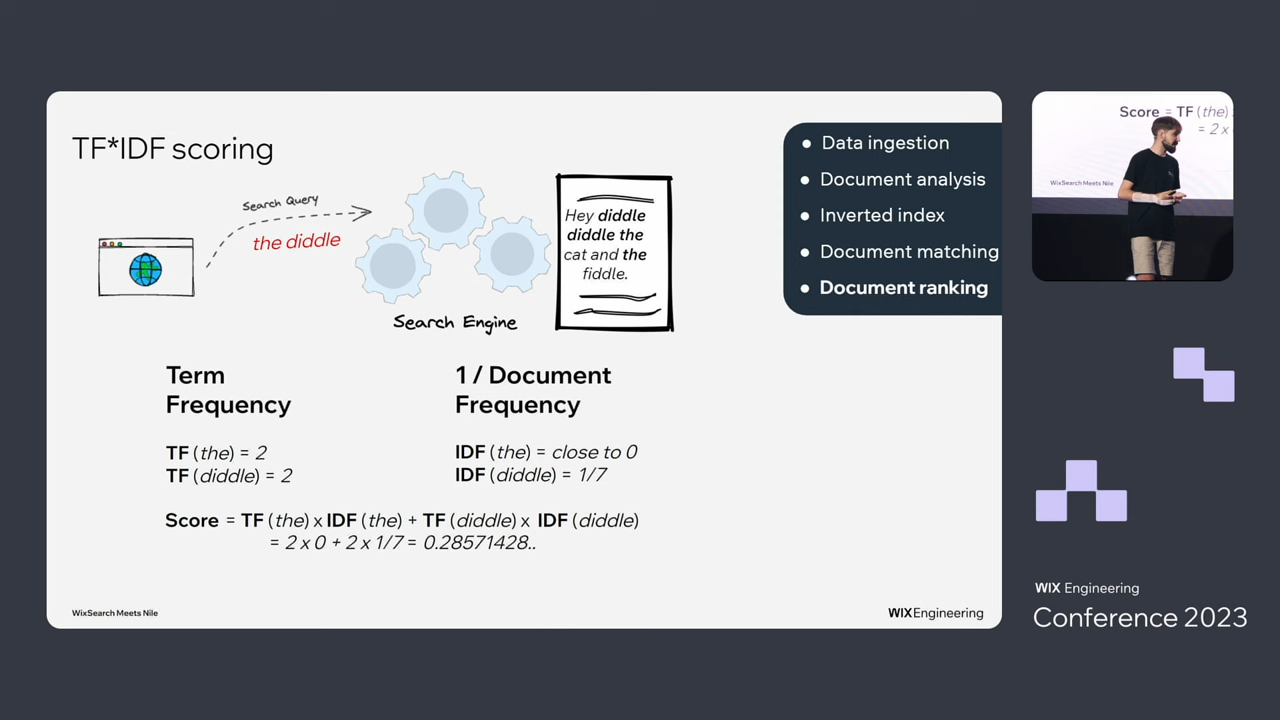 TF*IDF scoring
Search Query
the diddle
Search Engine
Hey diddle
diddle the
cat and the
fiddle.
Data ingestion
Document analysis
Inverted index
Document matching
Document ranking
Term
Frequency
TF (the) = 2
TF (diddle) = 2
1 / Document
Frequency
IDF (the) = close to 0
IDF (diddle) = 1/7
Score = TF (the) x IDF (the) + TF (diddle) x IDF (diddle)
= 2 x 0 + 2 x 1/7 = 0.28571428..
WixSearch Meets Nile
WIX Engineering
Score = TF (the)
= 2 x
WixSearch Meets Nile
WIX Engineering
Conference 2023